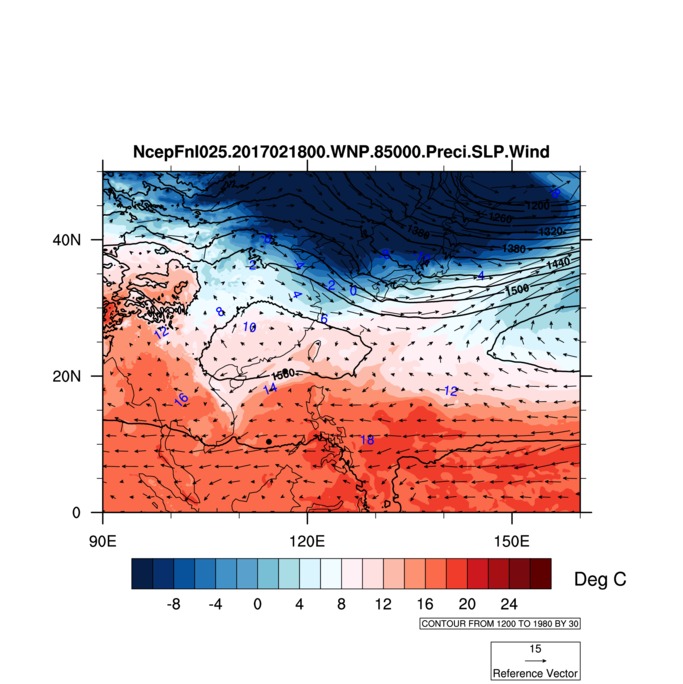 NcepFnl025.2017021800.WNP.85000.Preci.SLP.Wind
1200
1260
1320
1380
1380
40N
1440
2
-2
4
1500
0
8
6
10
12
20N
1560
14
12
16
18
0
90E
120E
150E
Deg C
-8 -4 0 4 8 12 16 20 24
CONTOUR FROM 1200 TO 1980 BY 30
15
Reference Vector